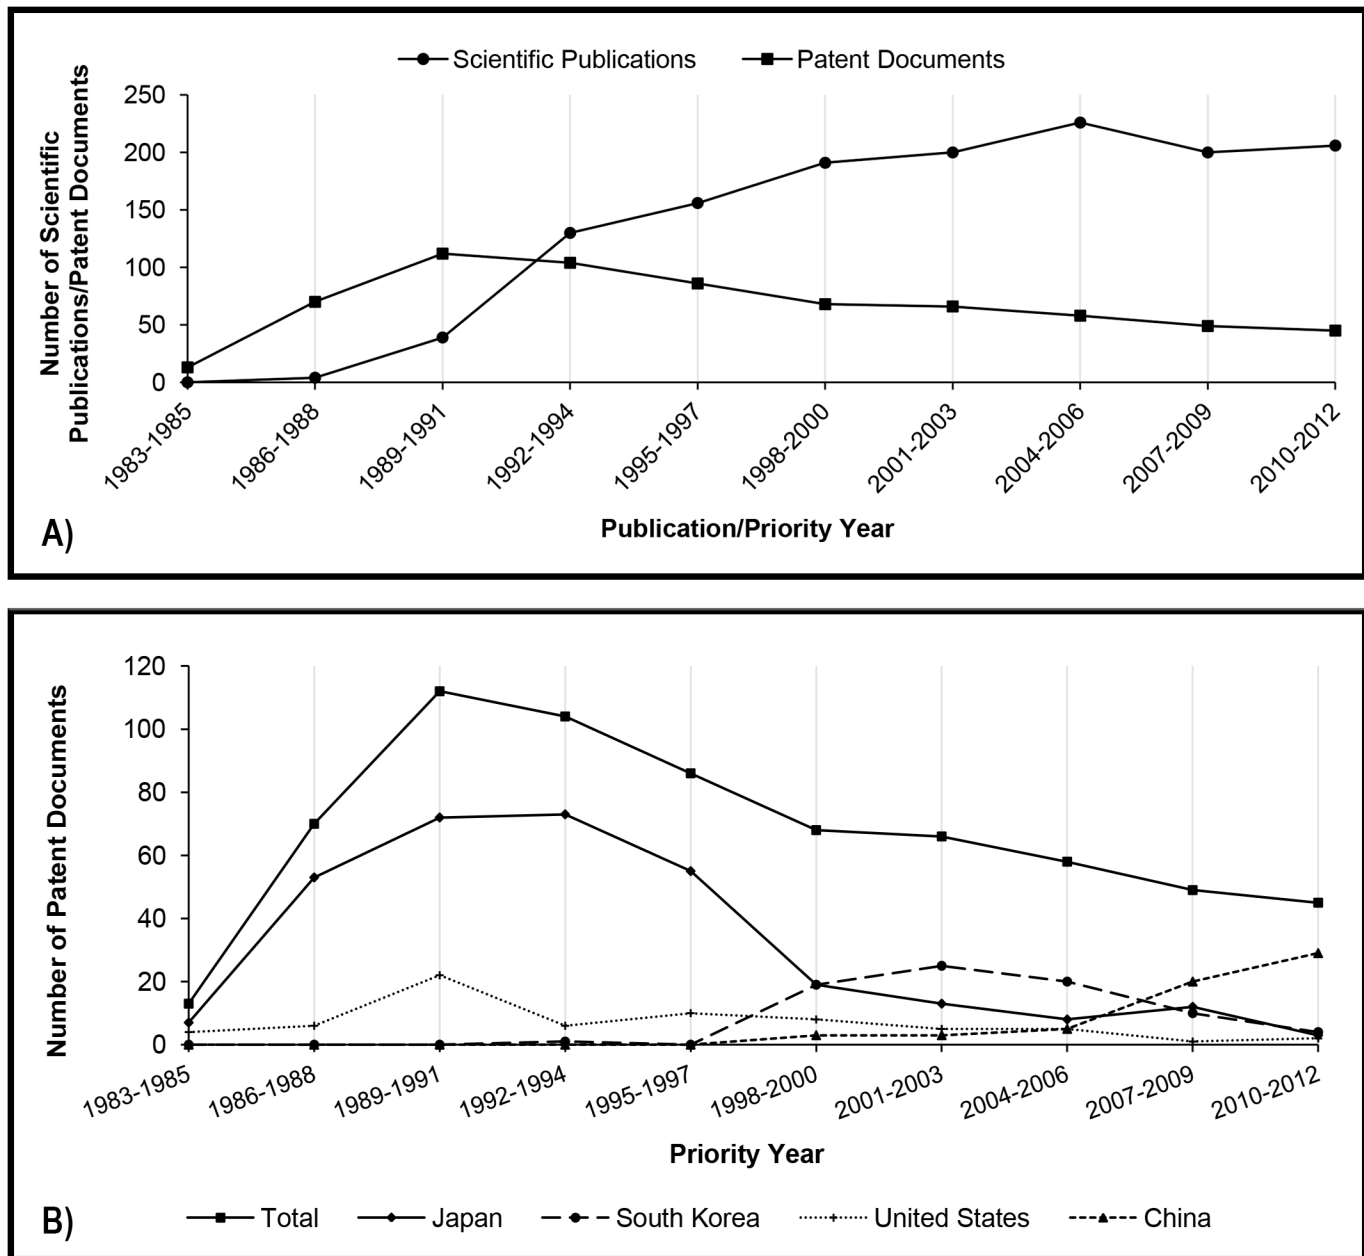 Scientific Publications Patent Documents
Number of Scientific
Publications/Patent Documents
250
200
150
100
50
0
1983-1985 1986-1988 1989-1991 1992-1994 1995-1997 1998-2000 2001-2003 2004-2006 2007-2009 2010-2012
Publication/Priority Year
A)
Number of Patent Documents
120
100
80
60
40
20
0
1983-1985 1986-1988 1989-1991 1992-1994 1995-1997 1998-2000 2001-2003 2004-2006 2007-2009 2010-2012
Priority Year
B)
Total Japan South Korea United States China